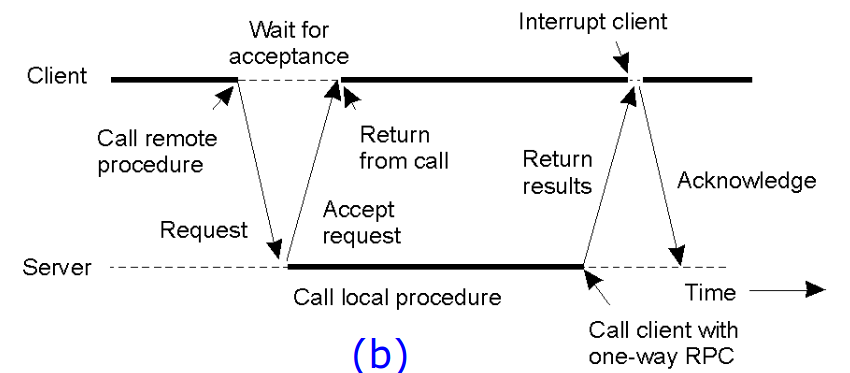 Interrupt client
Wait for
acceptance
Client
Call remote
procedure
Return
from call
Return
results
Acknowledge
Request
Accept
request
Server
Call local procedure
Time
Call client with
one-way RPC
(b)